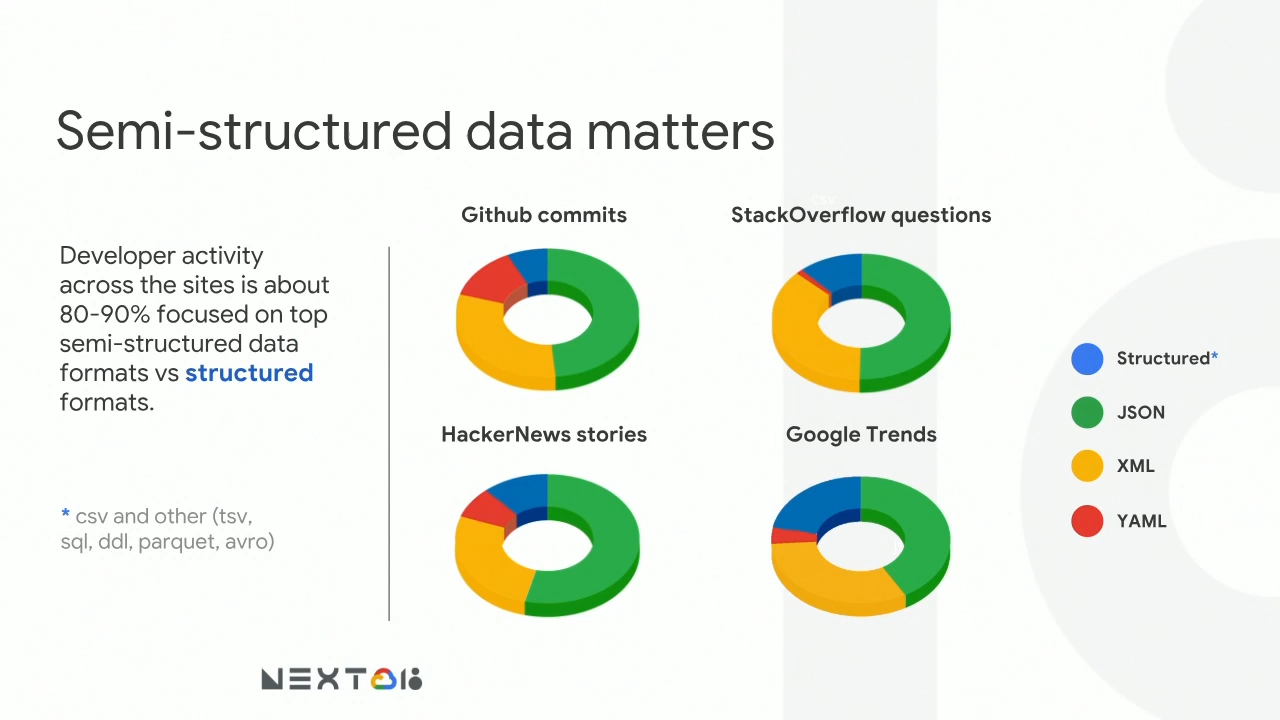 Semi-structured data matters
Developer activity
across the sites is about
80-90% focused on top
semi-structured data
formats vs structured
formats.
* csv and other (tsv,
sql, ddl, parquet, avro)
Github commits
StackOverflow questions
HackerNews stories
Google Trends
Structured*
JSON
XML
YAML
NEXT 18